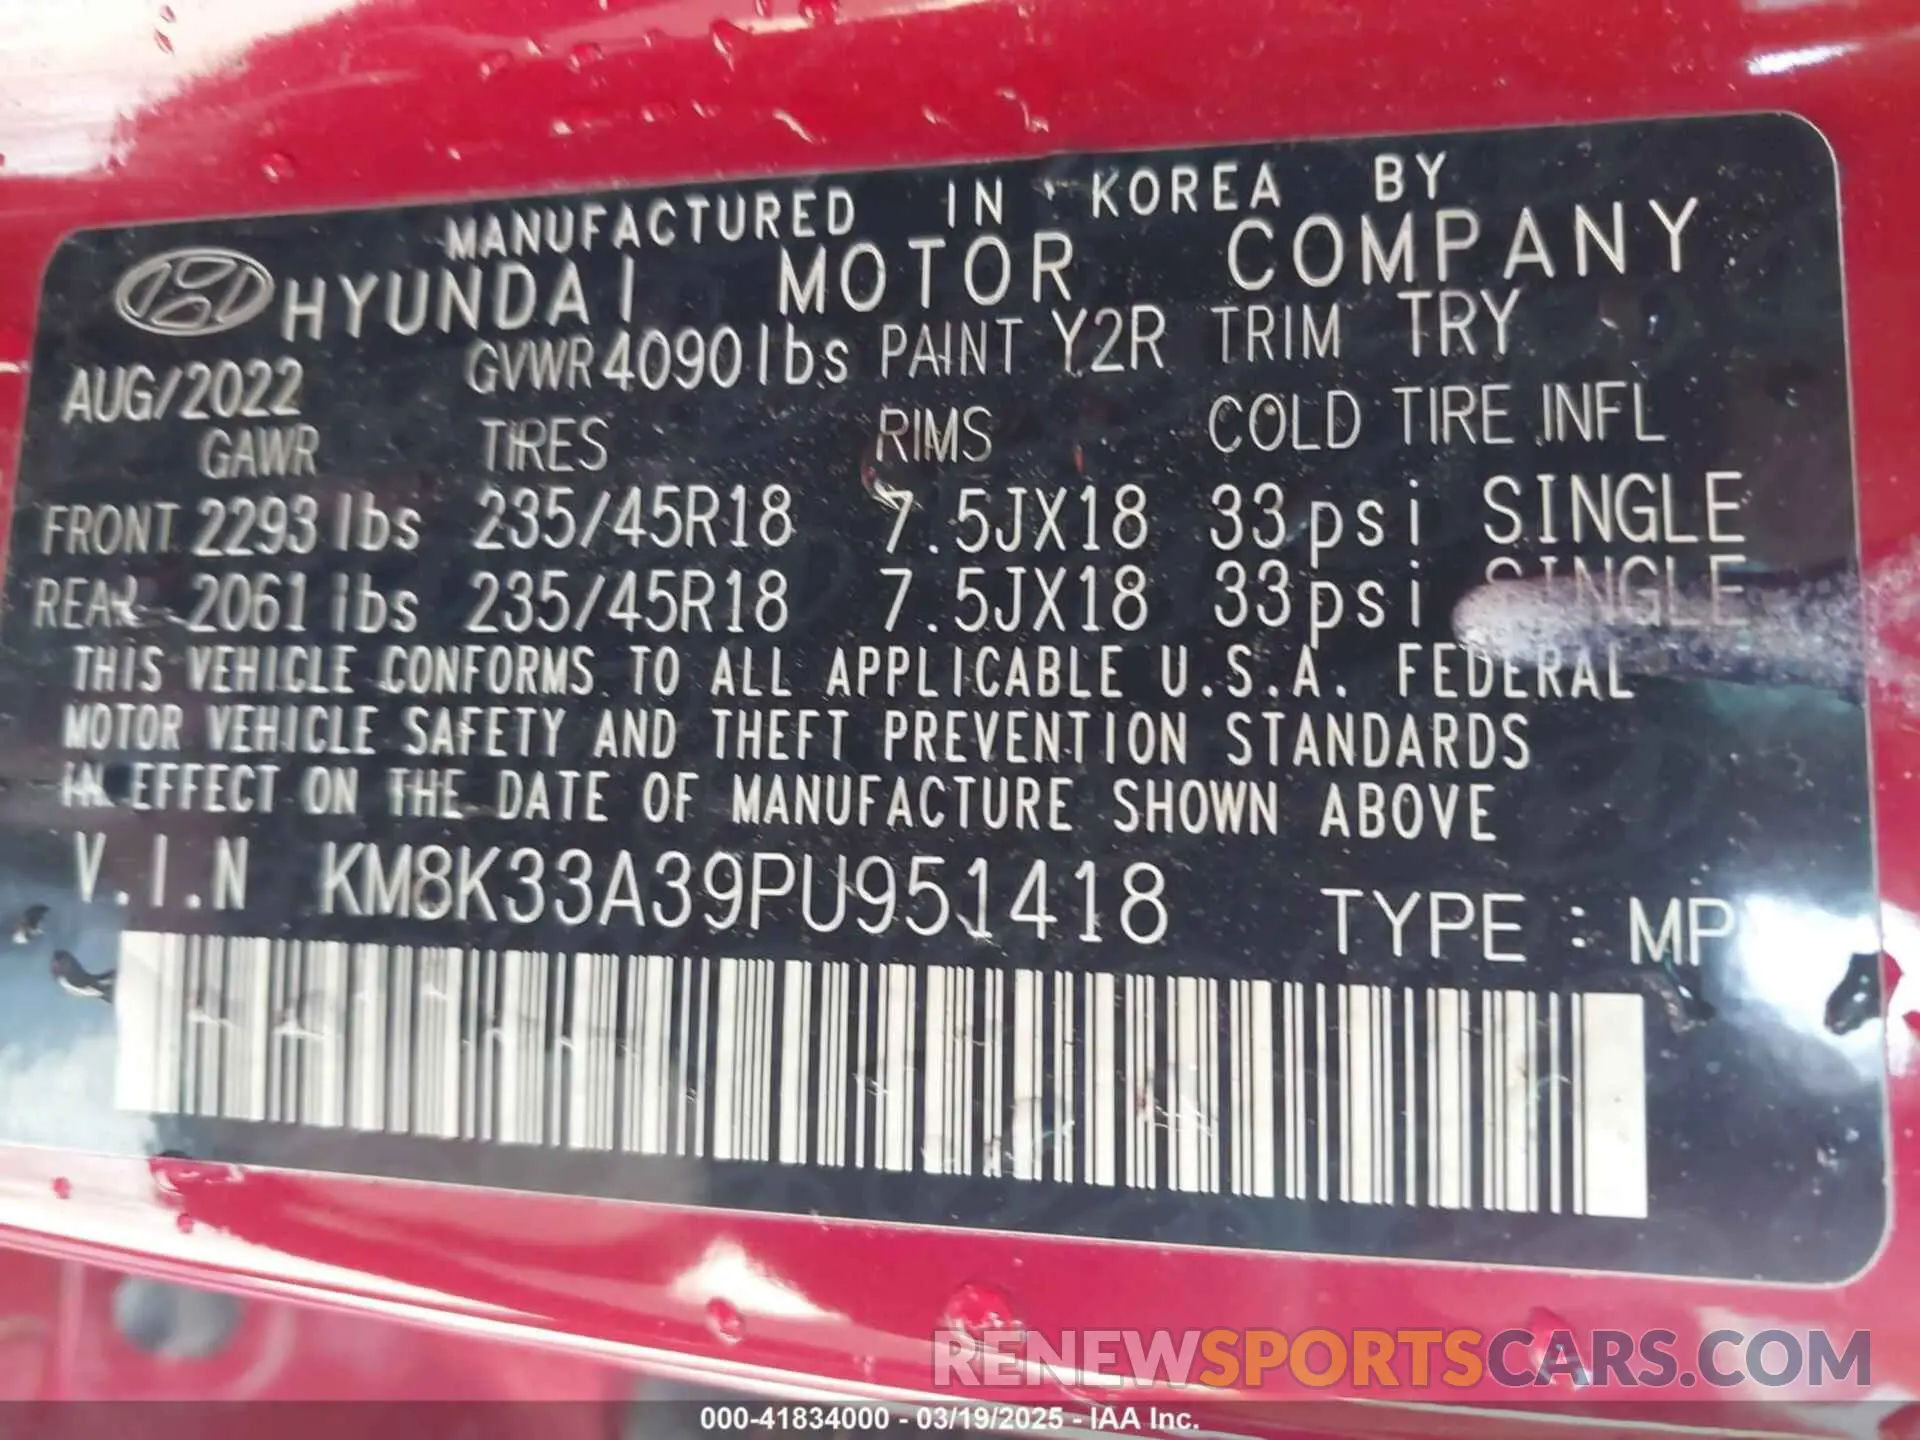 MANUFACTURED IN KOREA BY
HYUNDAI MOTOR COMPANY
AUG/2022 GVWR 4090lbs PAINT Y2R TRIM TRY
GAWR TIRES RIMS COLD TIRE INFL
FRONT 2293 lbs 235/45R18 7.5JX18 33psi SINGLE
REAR 2061 lbs 235/45R18 7.5JX18 33psi SINGLE
THIS VEHICLE CONFORMS TO ALL APPLICABLE U.S.A. FEDERAL
MOTOR VEHICLE SAFETY AND THEFT PREVENTION STANDARDS
IN EFFECT ON THE DATE OF MANUFACTURE SHOWN ABOVE
V.I.N KM8K33A39PU951418 TYPE : MP
RENEWSPORTSCARS.COM
000-41834000 - 03/19/2025 - IAA Inc.